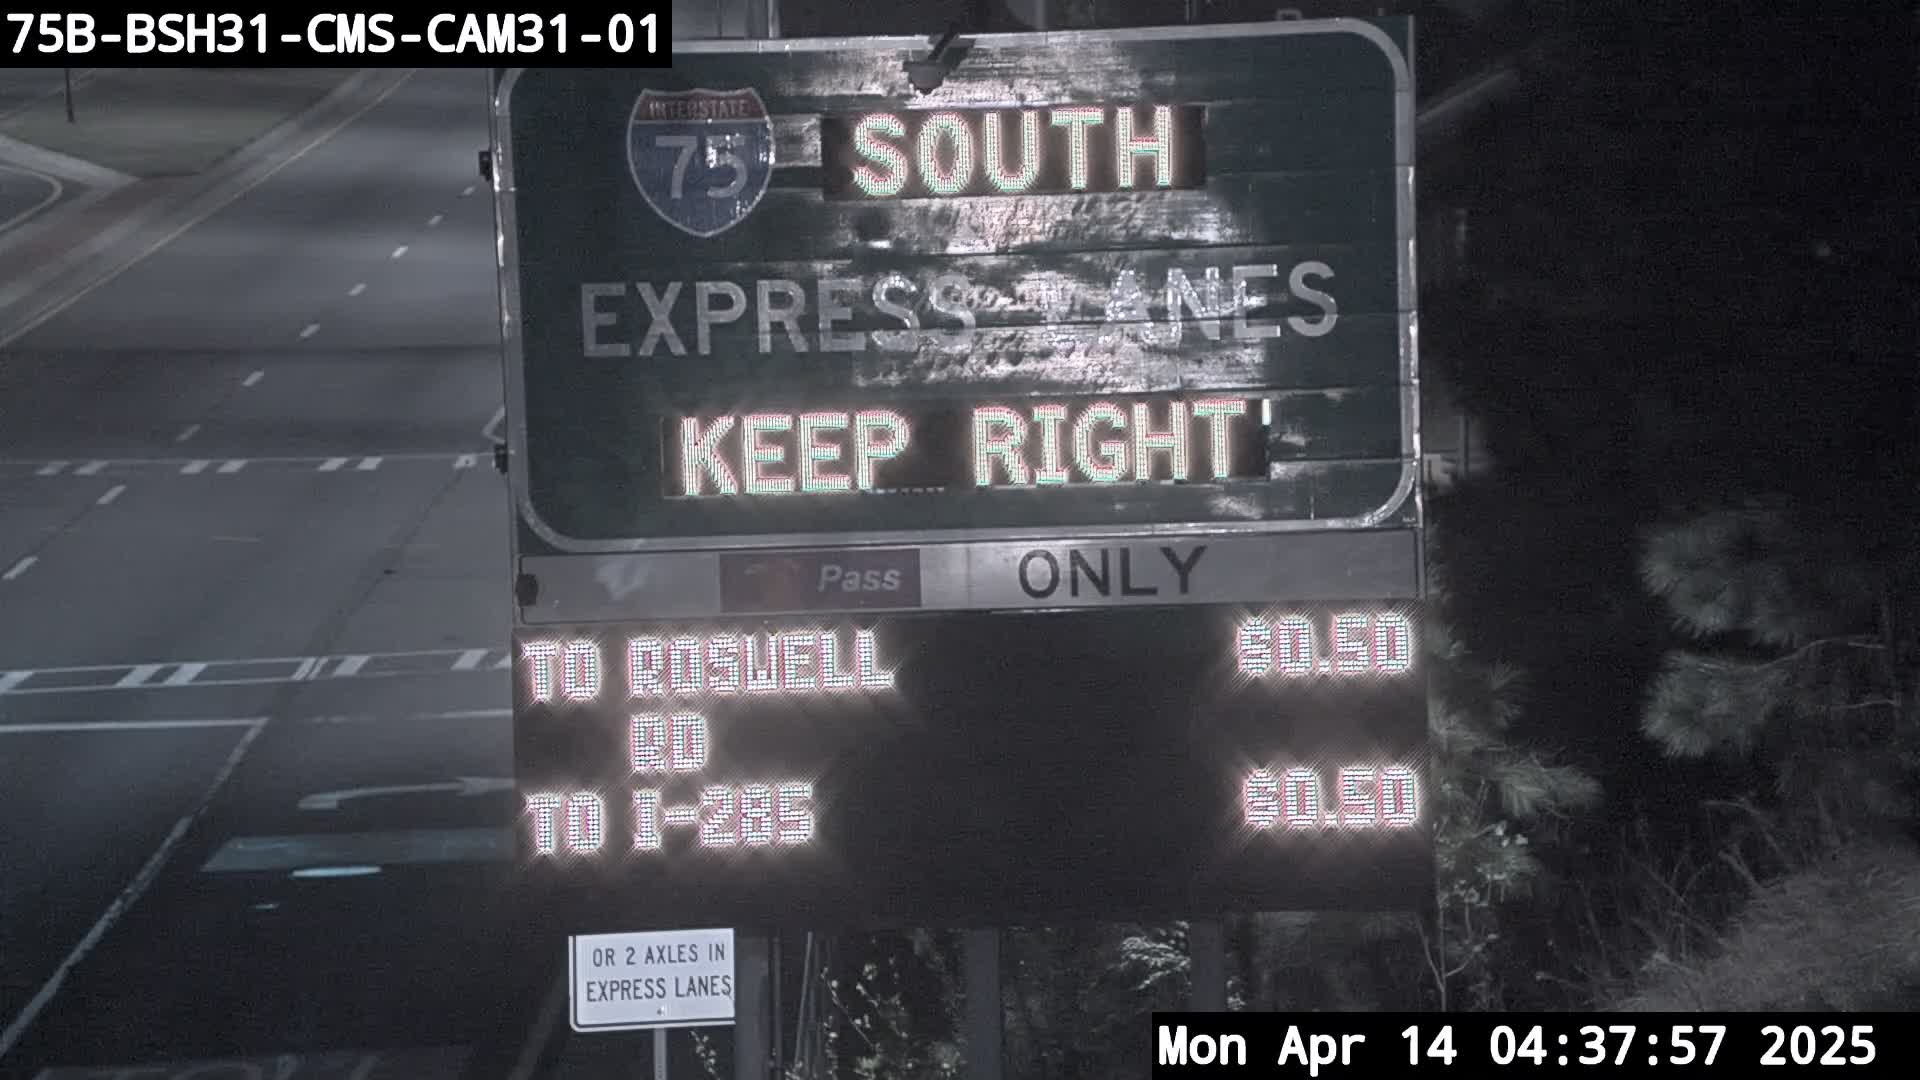 75B-BSH31-CMS-CAM31-01
INTERSTATE
75 SOUTH
EXPRESS LANES
KEEP RIGHT
Pass ONLY
TO ROSWELL $0.50
RD
TO I-285 $0.50
OR 2 AXLES IN
EXPRESS LANES
Mon Apr 14 04:37:57 2025